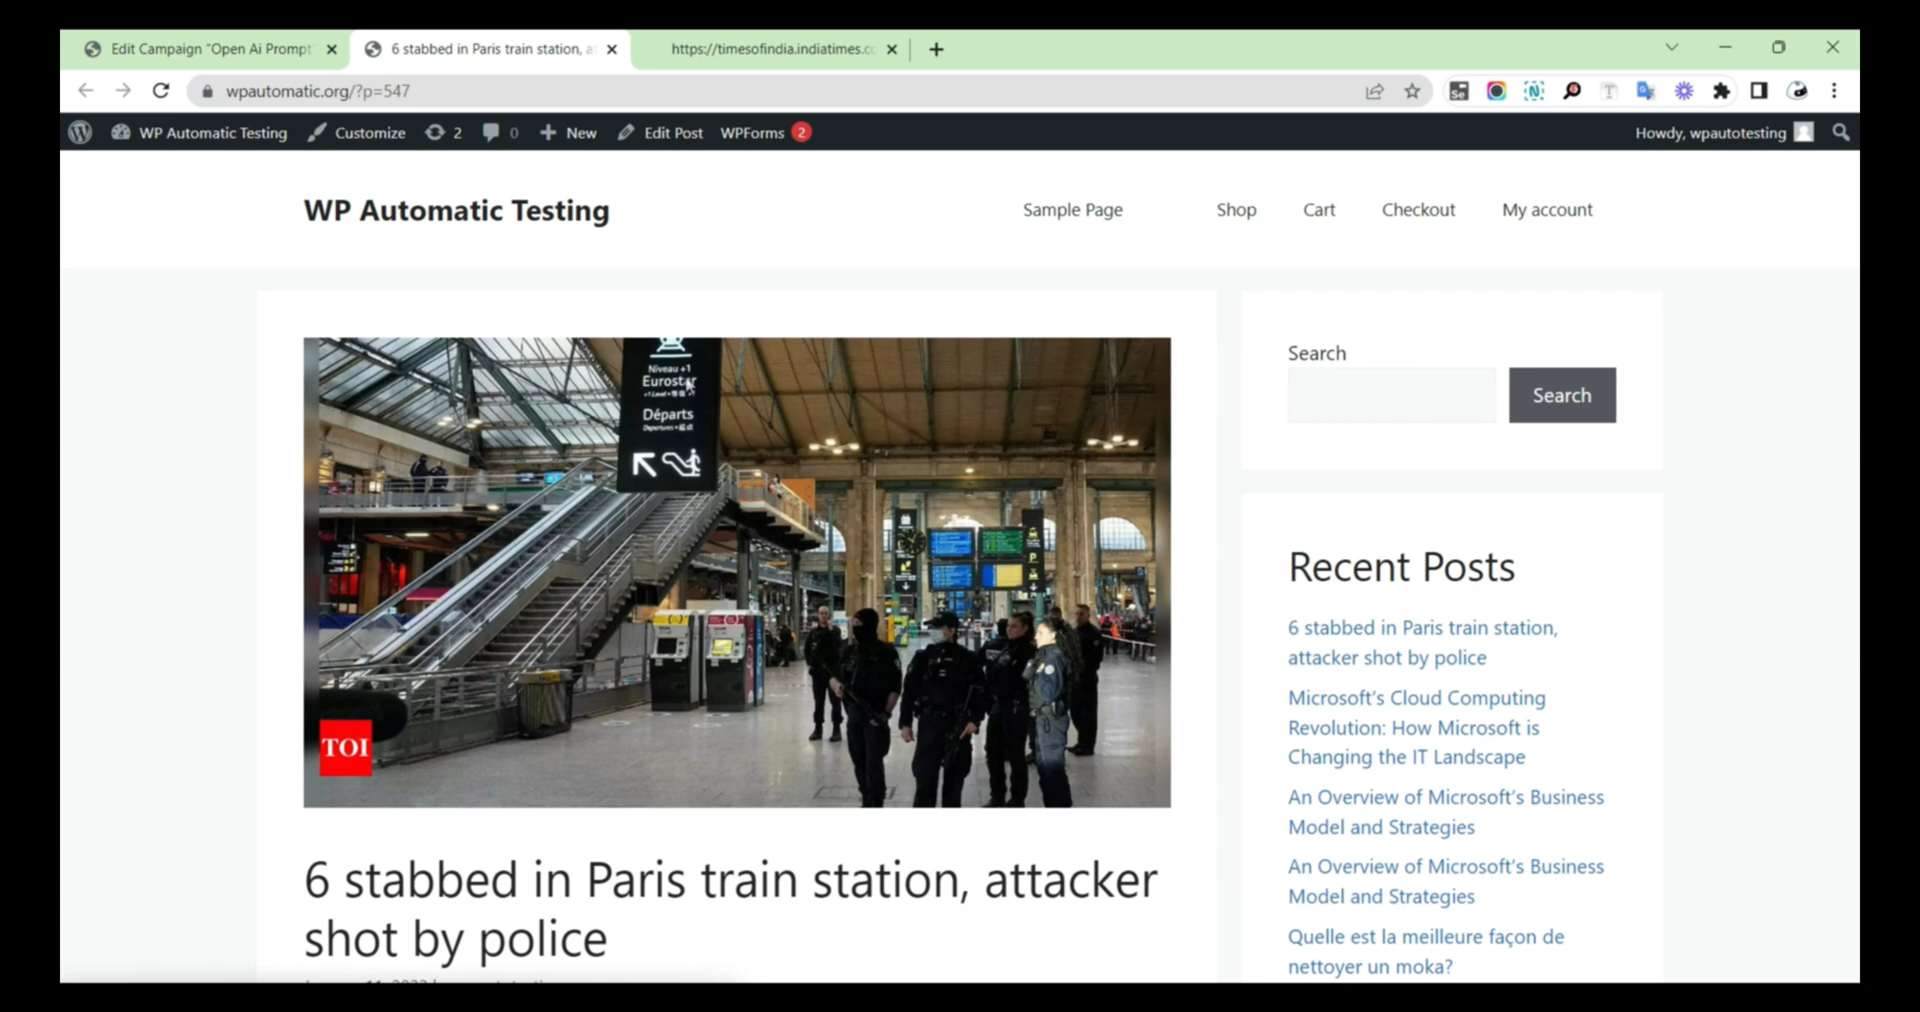 Edit Campaign “Open Ai Prompt”
6 stabbed in Paris train station, a
https://timesofindia.indiatimes.c
wpautomatic.org/?p=547
WP Automatic Testing
Customize
2
0
New
Edit Post
WPForms 2
Howdy, wpautotesting
WP Automatic Testing
Sample Page
Shop
Cart
Checkout
My account
Niveau +1
Eurostar
Départs
TOI
6 stabbed in Paris train station, attacker
shot by police
Search
Search
Recent Posts
6 stabbed in Paris train station,
attacker shot by police
Microsoft’s Cloud Computing
Revolution: How Microsoft is
Changing the IT Landscape
An Overview of Microsoft’s Business
Model and Strategies
An Overview of Microsoft’s Business
Model and Strategies
Quelle est la meilleure façon de
nettoyer un moka?